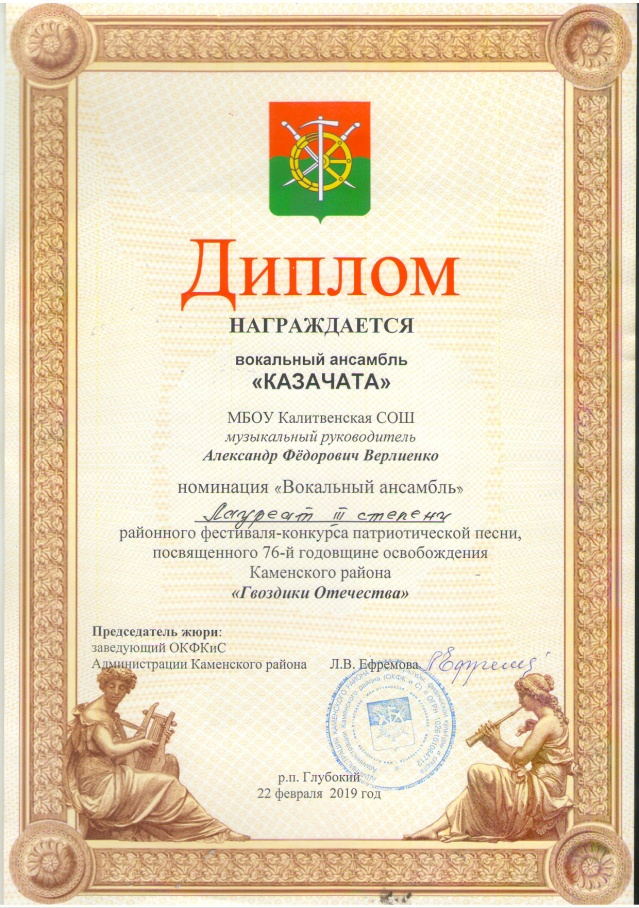 Диплом
НАГРАЖДАЕТСЯ
вокальный ансамбль
«КАЗАЧАТА»
МБОУ Калитвенская СОШ
музыкальный руководитель
Александр Фёдорович Верлиенко
номинация «Вокальный ансамбль»
Лауреат III степени
районного фестиваля-конкурса патриотической песни,
посвященного 76-й годовщине освобождения
Каменского района
«Гвоздики Отечества»
Председатель жюри:
заведующий ОКФКиС
Администрации Каменского района Л.В. Ефремова
р.п. Глубокий
22 февраля 2019 год